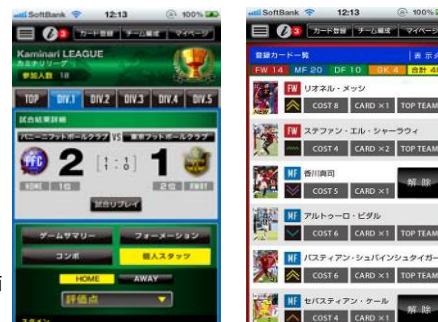 SoftBank 12:13 100%
カード登録 チーム編成 マイページ
Kaminari LEAGUE
カミナリリーグ
参加人数 18
TOP DIV.1 DIV.2 DIV.3 DIV.4 DIV.5
試合結果詳細
パニーニフットボールクラブ VS 東京フットボールクラブ
PFC 2 [1-1 1-0] 1
HOME 1位 2位 AWAY
試合リプレイ
ゲームサマリー フォーメーション
コンボ 個人スタッツ
HOME AWAY
評価点
スタメン
SoftBank 12:13 100%
カード登録 チーム編成 マイページ
登録カード一覧
FW 14 MF 20 DF 10 合計
FW リオネル・メッシ
NEW COST 8 CARD ×1 TOP TEAM
FW ステファン・エル・シャーラウィ
COST 4 CARD ×2 TOP TEAM
MF 香川真司
COST 5 CARD ×1 解除
MF アルトゥーロ・ビダル
COST 6 CARD ×1 TOP TEAM
MF バスティアン・シュバインシュタイガー
COST 6 CARD ×1 TOP TEAM
MF セバスティアン・ケール
COST 4 CARD ×1 解除